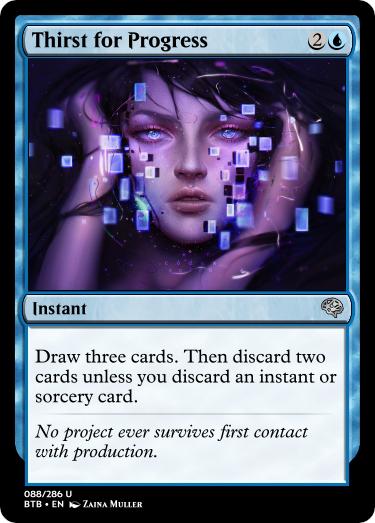 Thirst for Progress 2
Instant
Draw three cards. Then discard two
cards unless you discard an instant or
sorcery card.
No project ever survives first contact
with production.
088/286 U
BTB • EN Zaina Muller